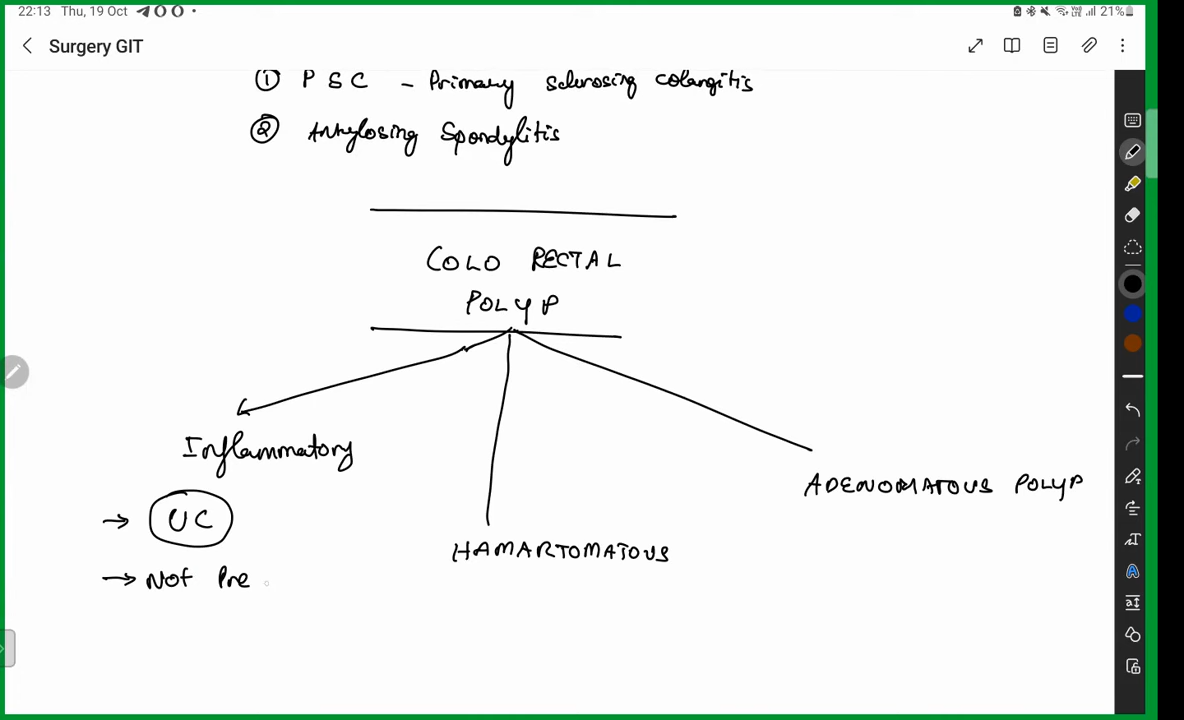 22:13 Thu, 19 Oct
21%
Surgery GIT
① PSC - Primary sclerosing colangitis
② Ankylosing Spondylitis
COLO RECTAL
POLYP
Inflammatory
ADENOMATOUS POLYP
→ UC
HAMARTOMATOUS
→ Not Pre